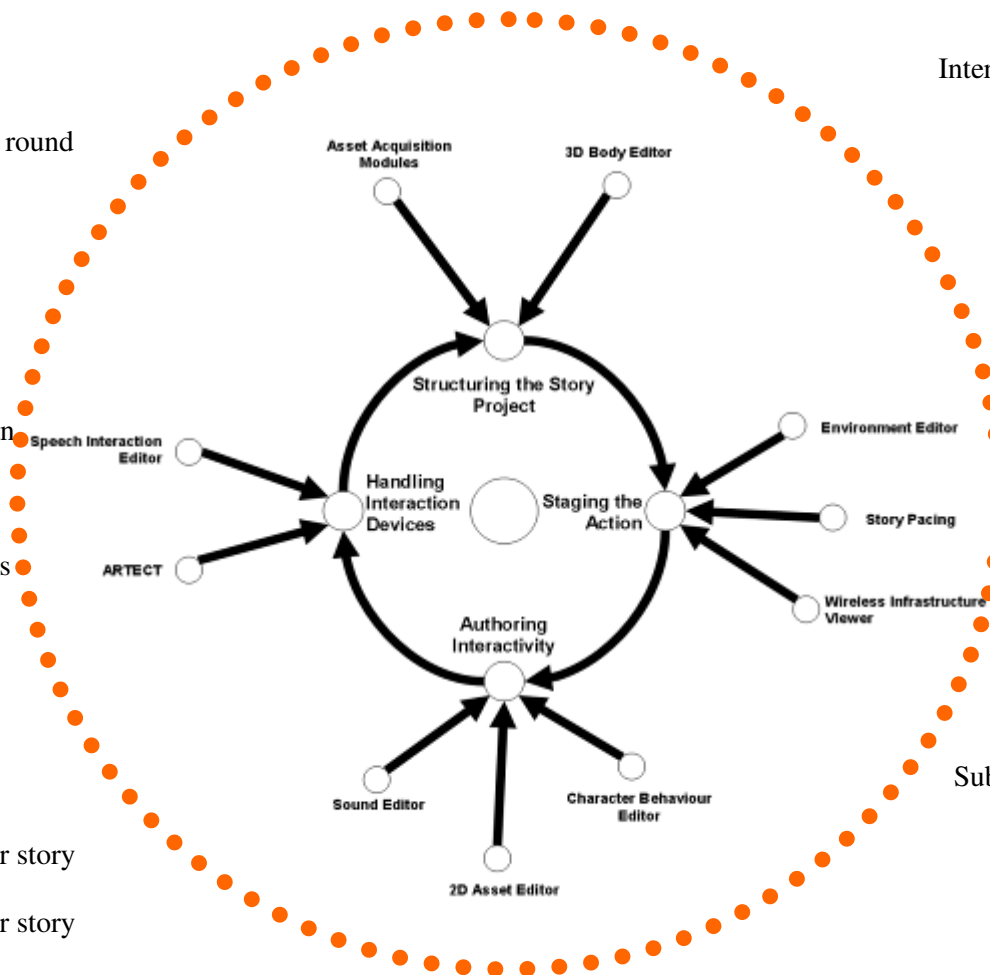 Inter
round
Asset Acquisition
Modules
3D Body Editor
Structuring the Story
Project
n
Speech Interaction
Editor
Environment Editor
Handling
Interaction
Devices
Staging the
Action
Story Pacing
s
ARTECT
Wireless Infrastructure
Viewer
Authoring
Interactivity
Sub
Sound Editor
Character Behaviour
Editor
r story
2D Asset Editor
r story